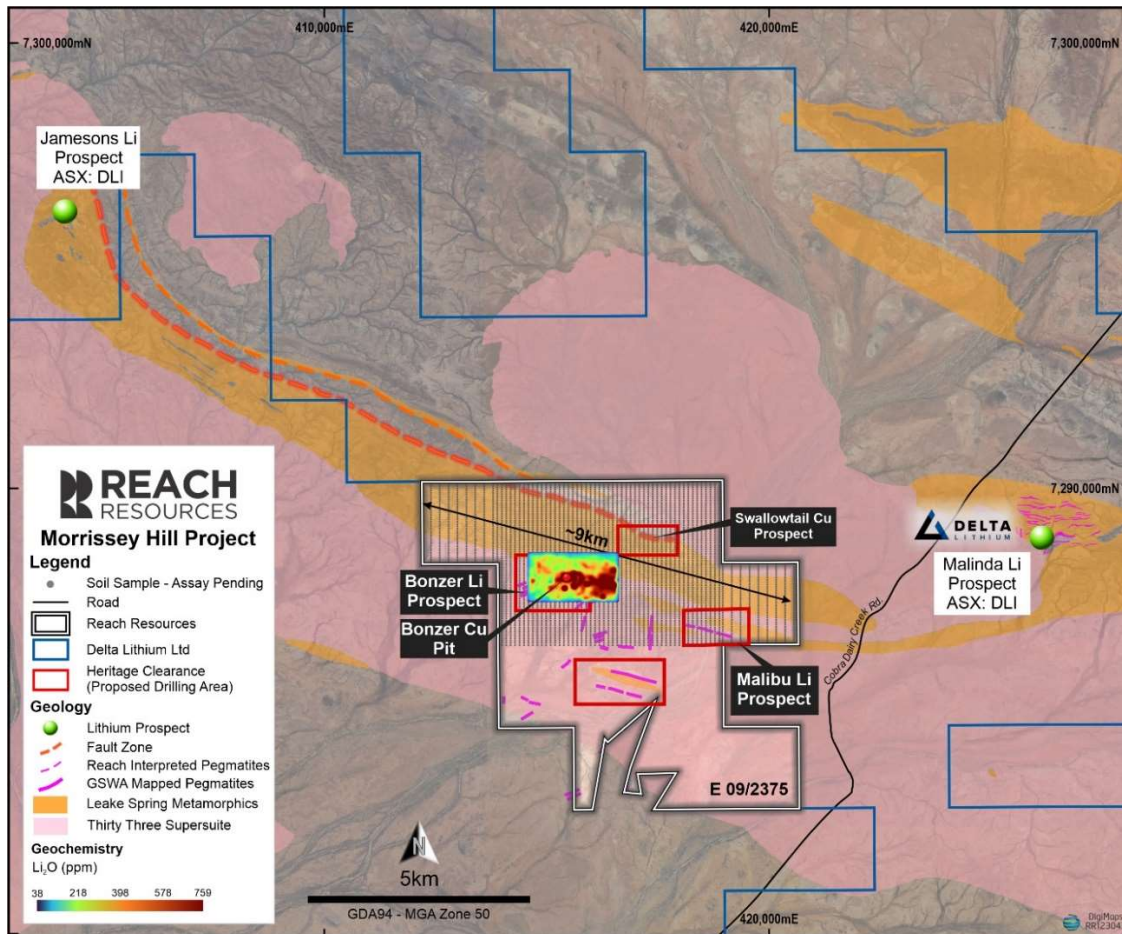 410,000mE
420,000mE
7,300,000mN
7,300,000mN
Jamesons Li
Prospect
ASX: DLI
7,290,000mN
DELTA
LITHIUM
Malinda Li
Prospect
ASX: DLI
Swallowtail Cu
Prospect
~9km
Bonzer Li
Prospect
Bonzer Cu
Pit
Malibu Li
Prospect
Cobra Dairy Creek Rd
E 09/2375
REACH
RESOURCES
Morrissey Hill Project
Legend
Soil Sample - Assay Pending
Road
Reach Resources
Delta Lithium Ltd
Heritage Clearance
(Proposed Drilling Area)
Geology
Lithium Prospect
Fault Zone
Reach Interpreted Pegmatites
GSWA Mapped Pegmatites
Leake Spring Metamorphics
Thirty Three Supersuite
Geochemistry
Li₂O (ppm)
38 218 398 578 759
N
5km
GDA94 - MGA Zone 50
420,000mE
DigiMaps
RR12304